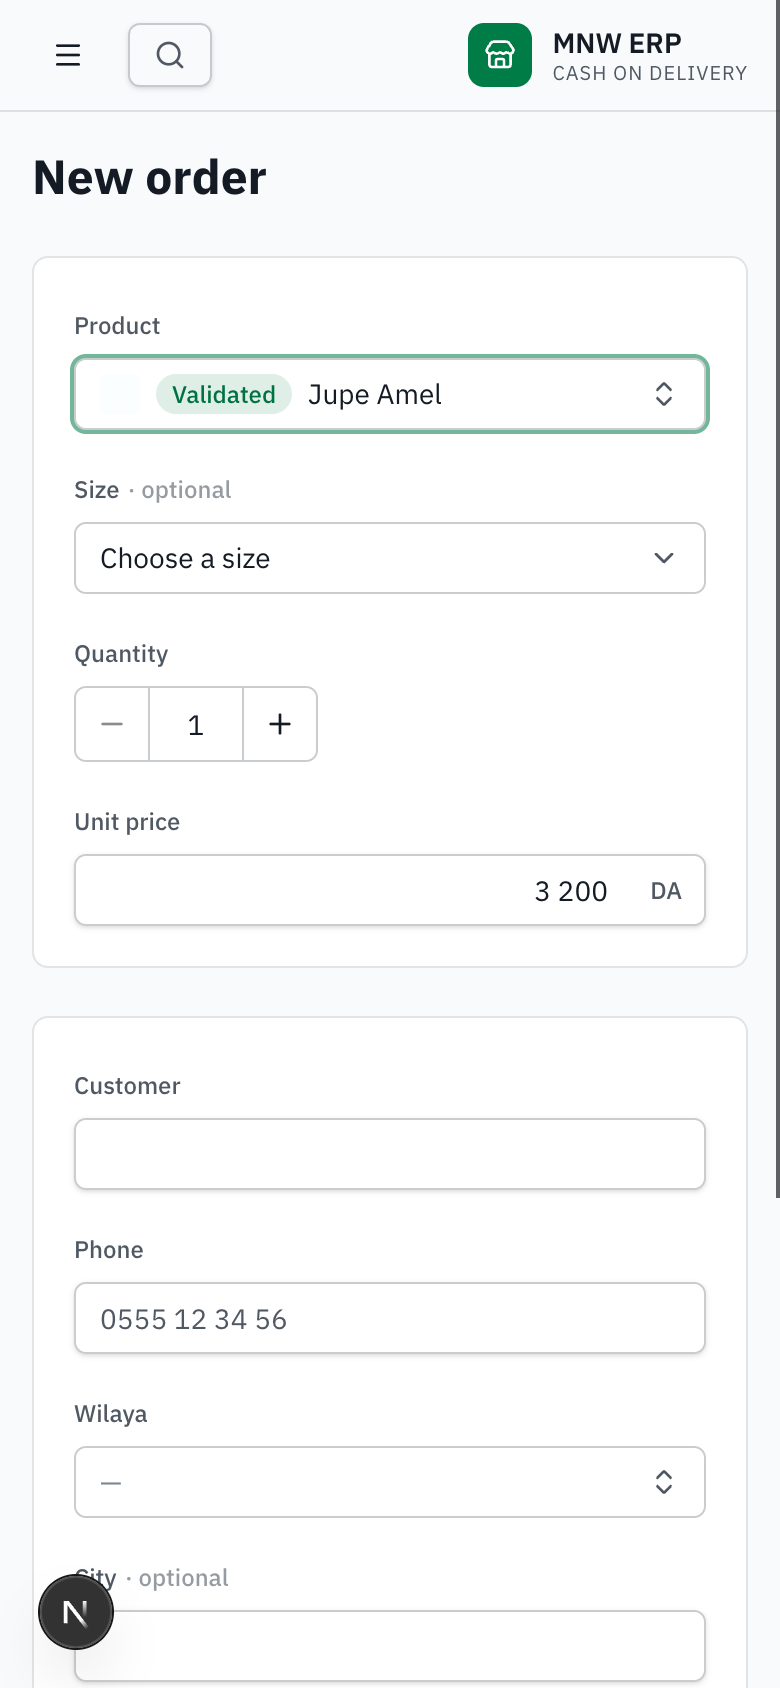 MNW ERP
CASH ON DELIVERY
New order
Product
Validated Jupe Amel
Size · optional
Choose a size
Quantity
1
Unit price
3 200 DA
Customer
Phone
0555 12 34 56
Wilaya
—
City · optional
N